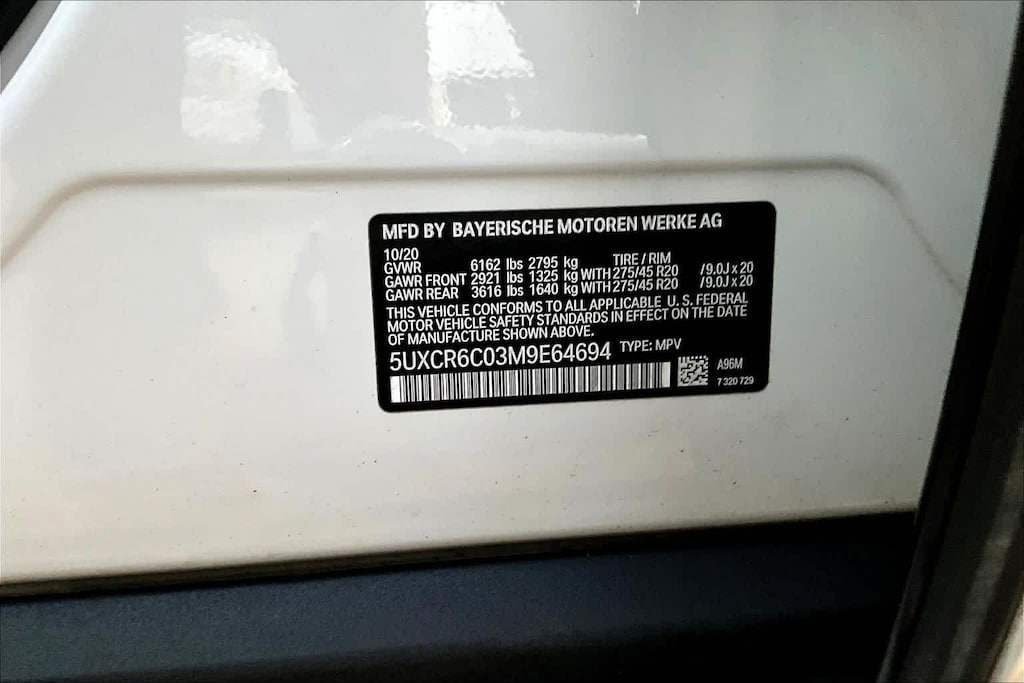 MFD BY BAYERISCHE MOTOREN WERKE AG
10/20
GVWR 6162 lbs 2795 kg TIRE / RIM
GAWR FRONT 2921 lbs 1325 kg WITH 275/45 R20 / 9.0J x 20
GAWR REAR 3616 lbs 1640 kg WITH 275/45 R20 / 9.0J x 20
THIS VEHICLE CONFORMS TO ALL APPLICABLE U. S. FEDERAL
MOTOR VEHICLE SAFETY STANDARDS IN EFFECT ON THE DATE
OF MANUFACTURE SHOWN ABOVE.
5UXCR6C03M9E64694 TYPE: MPV
A96M
7 320 729